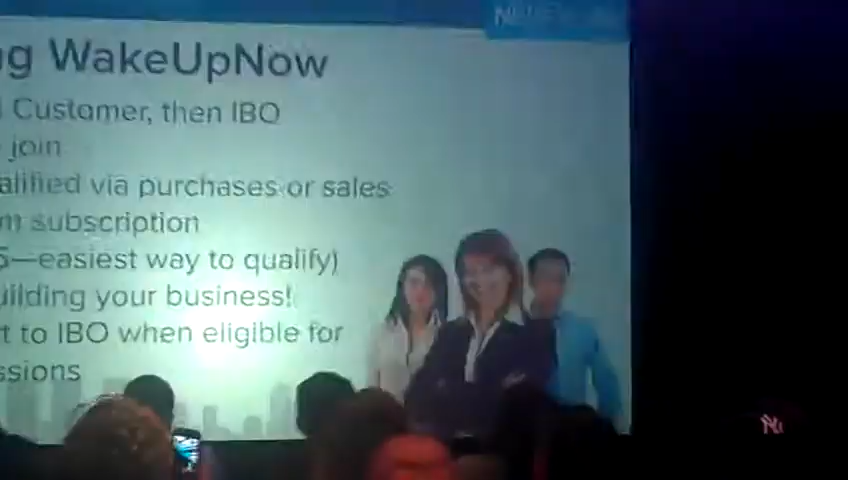 g WakeUpNow
Customer, then IBO
join
alified via purchases or sales
m subscription
5—easiest way to qualify)
uilding your business!
t to IBO when eligible for
ssions
NY